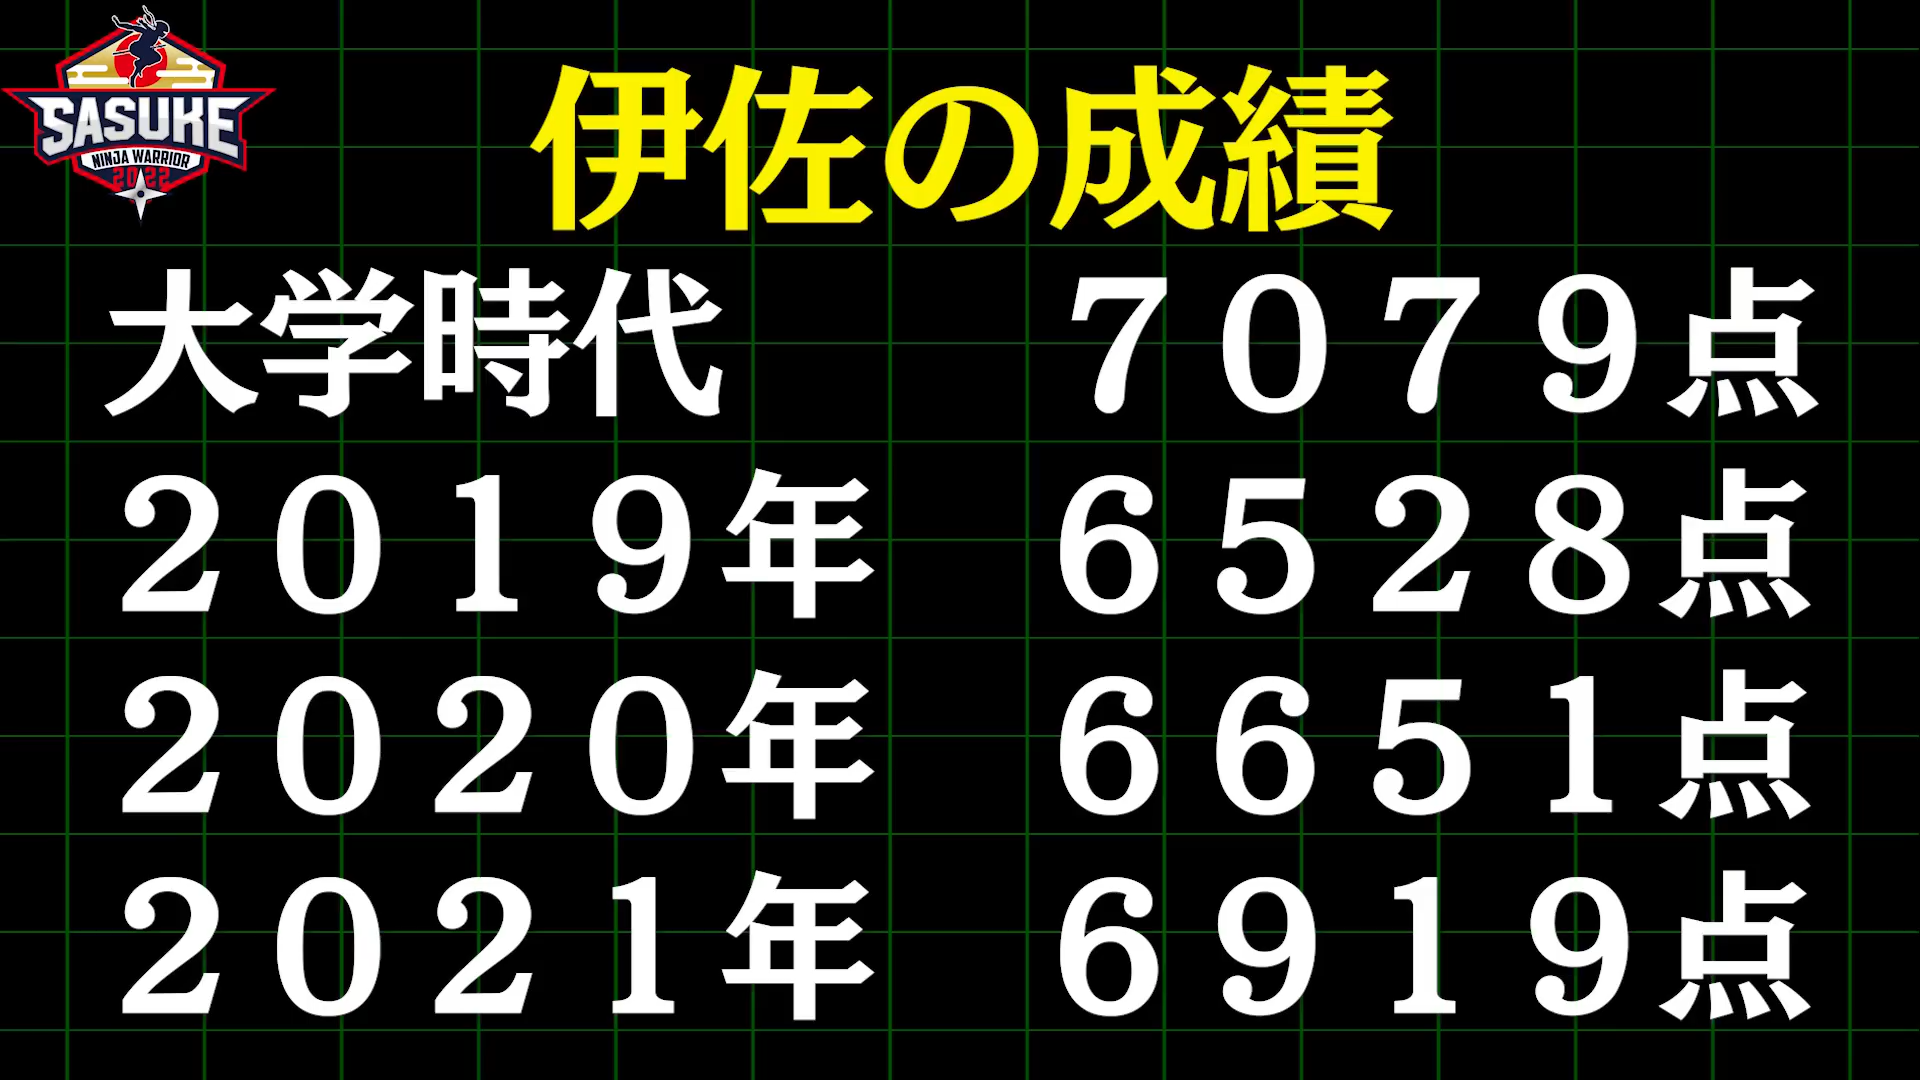 SASUKE
NINJA WARRIOR
2022
伊佐の成績
大学時代 ７０７９点
２０１９年 ６５２８点
２０２０年 ６６５１点
２０２１年 ６９１９点